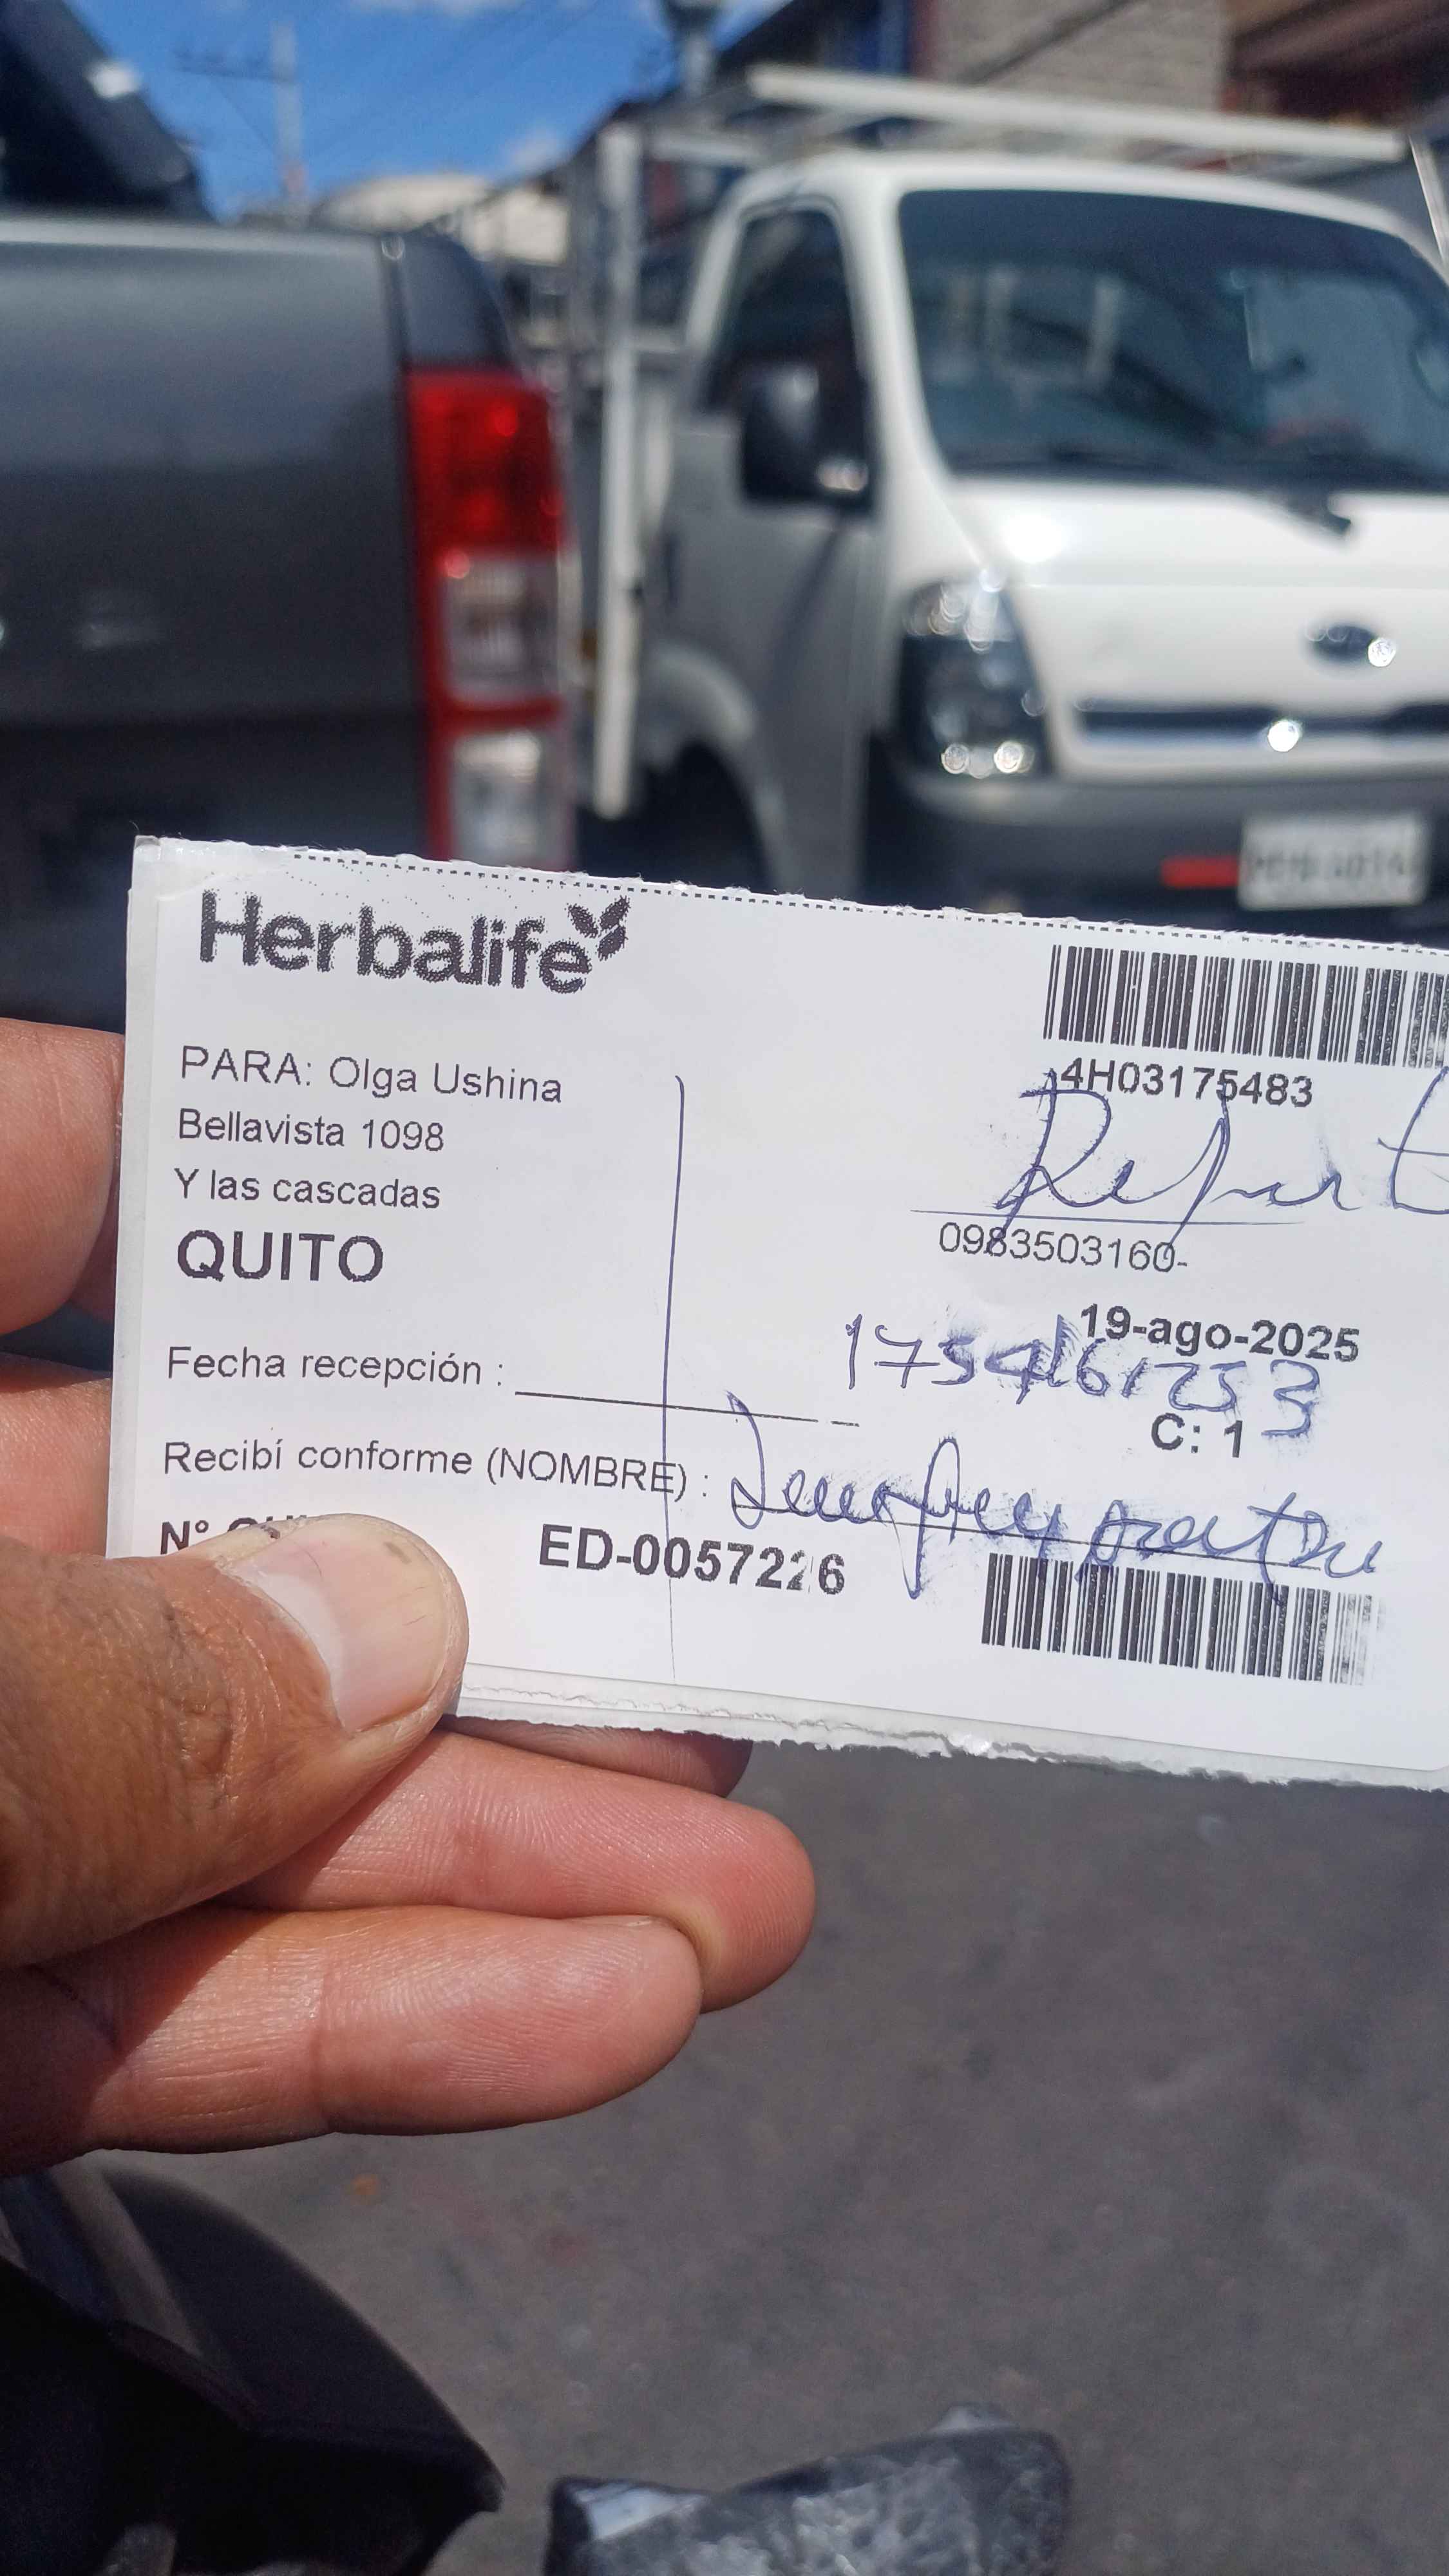 Herbalife
PARA: Olga Ushina
Bellavista 1098
Y las cascadas
QUITO
4H03175483
0983503160-
19-ago-2025
Fecha recepción :
C: 1
Recibí conforme (NOMBRE) :
N°
ED-0057226